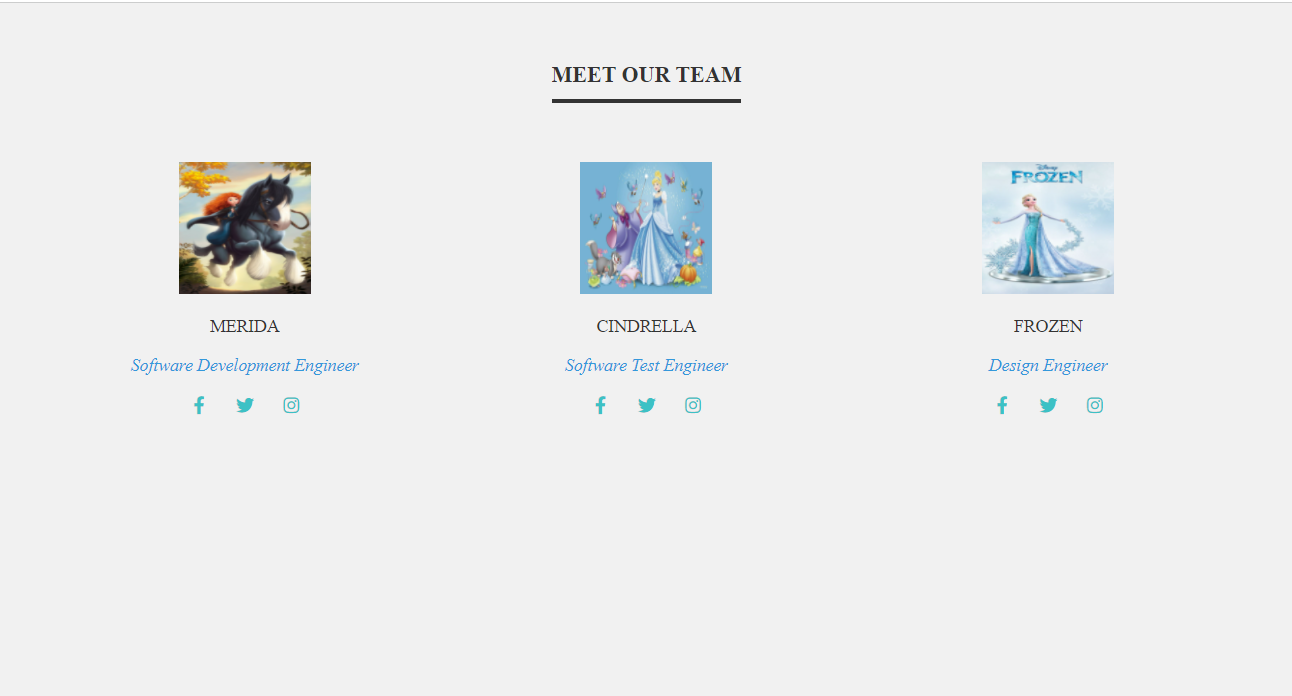 MEET OUR TEAM
Disney
FROZEN
MERIDA
CINDRELLA
FROZEN
Software Development Engineer
Software Test Engineer
Design Engineer